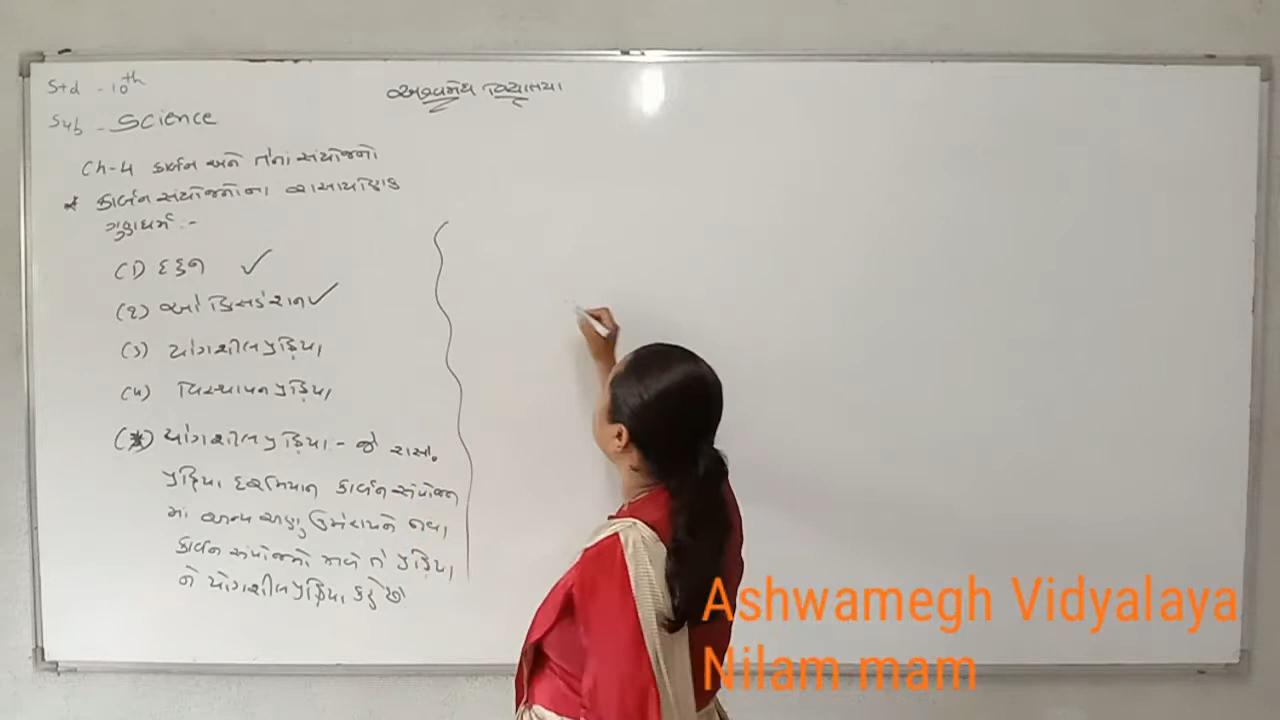 Std - 10th
અશ્વમેધ વિદ્યાલયા
Sub - Science
Ch-4 કાર્બન અને તેનાં સંયોજનો
* કાર્બન સંયોજનોના રાસાયણિક
ગુણધર્મ :-
(1) દહન ✓
(2) ઓક્સિડેશન ✓
(3) યોગશીલ પ્રક્રિયા
(4) વિસ્થાપન પ્રક્રિયા
(*) યોગશીલ પ્રક્રિયા - જે રાસા.
પ્રક્રિયા દરમિયાન કાર્બન સંયોજન
માં અન્ય અણુ ઉમેરાયને નવા
કાર્બન સંયોજનો મળે તે પ્રક્રિયા
ને યોગશીલ પ્રક્રિયા કહે છે
Ashwamegh Vidyalaya
Nilam mam